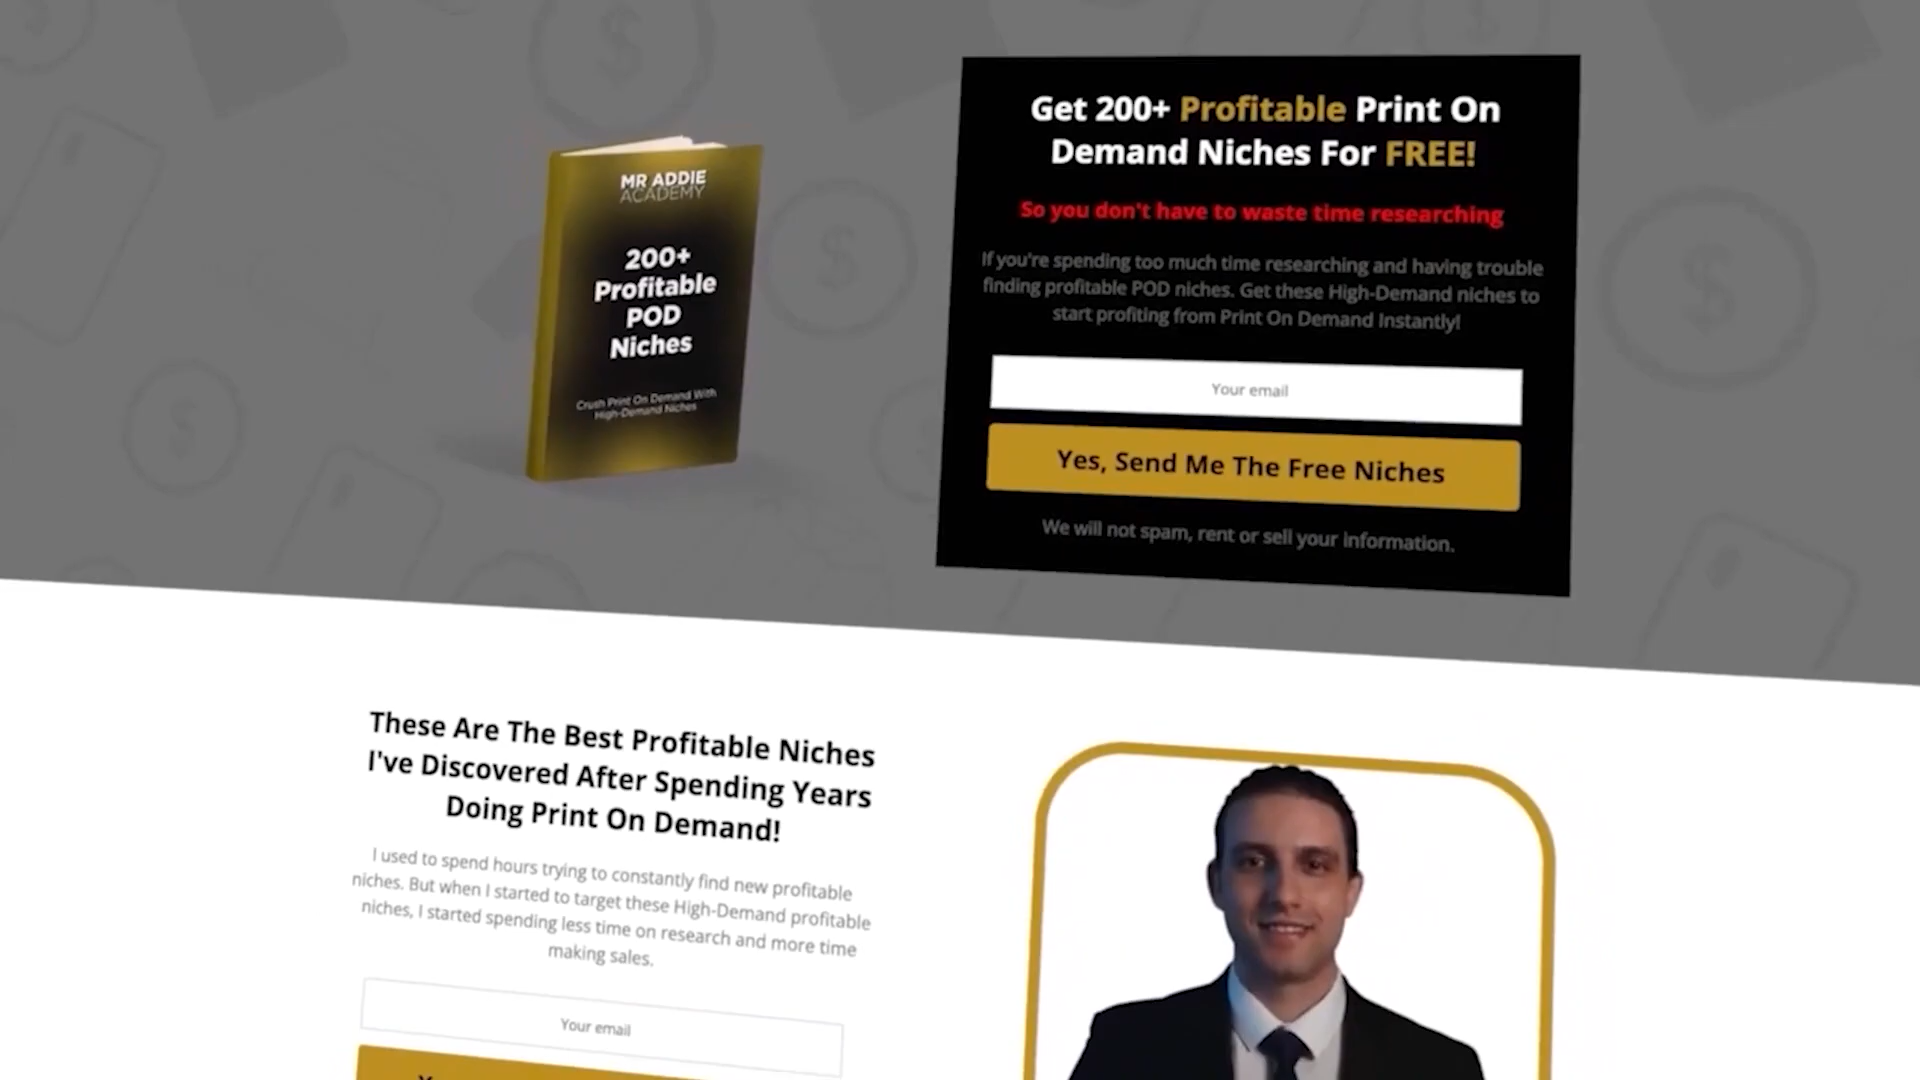 MR ADDIE
ACADEMY
200+
Profitable
POD
Niches
Crush Print On Demand With
High-Demand Niches
Get 200+ Profitable Print On
Demand Niches For FREE!
So you don't have to waste time researching
If you're spending too much time researching and having trouble
finding profitable POD niches. Get these High-Demand niches to
start profiting from Print On Demand Instantly!
Your email
Yes, Send Me The Free Niches
We will not spam, rent or sell your information.
These Are The Best Profitable Niches
I've Discovered After Spending Years
Doing Print On Demand!
I used to spend hours trying to constantly find new profitable
niches. But when I started to target these High-Demand profitable
niches, I started spending less time on research and more time
making sales.
Your email